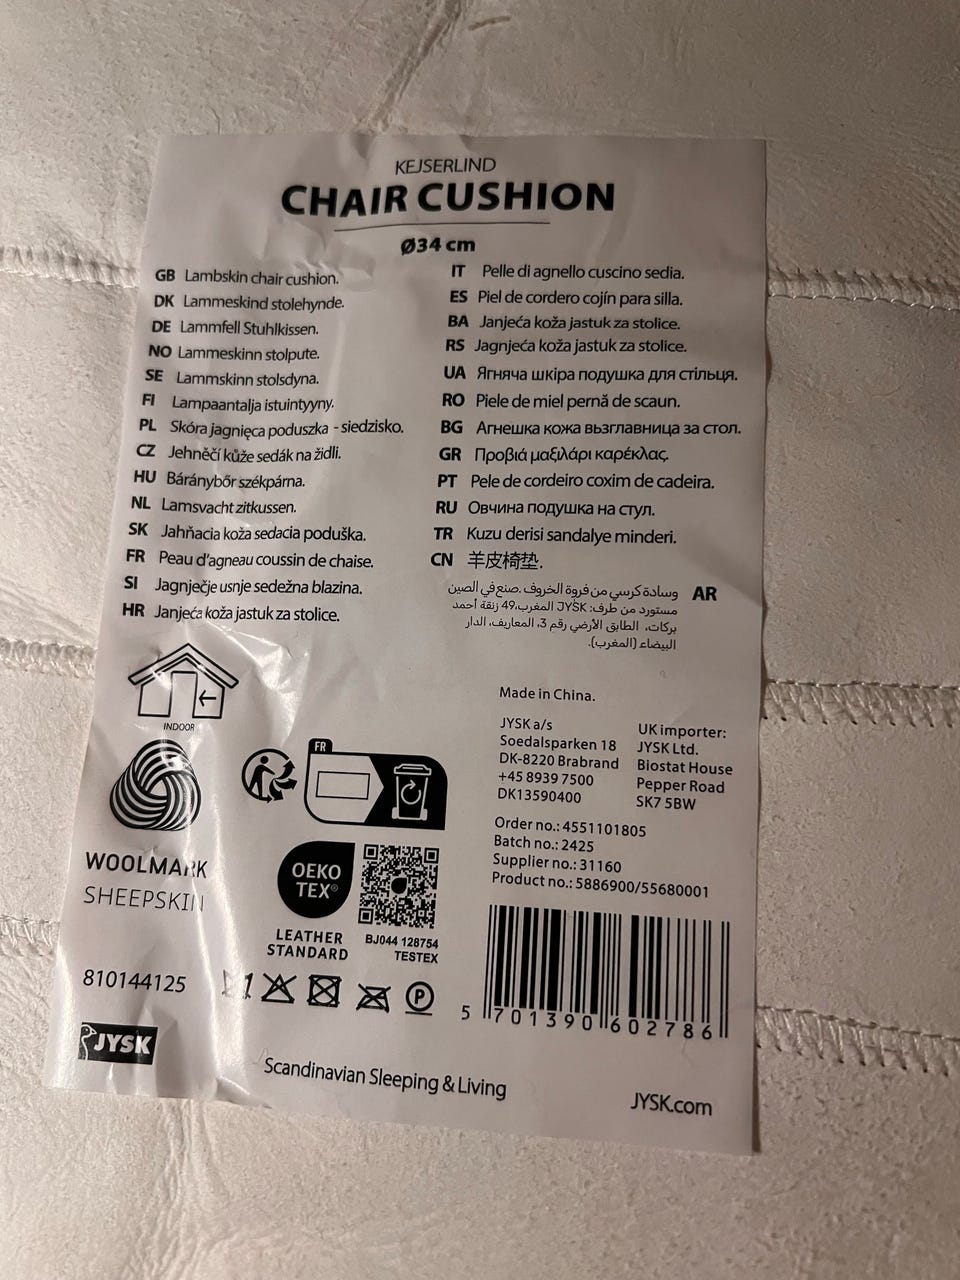 KEJSERLIND
CHAIR CUSHION
Ø34 cm
GB Lambskin chair cushion.
DK Lammeskind stolehynde.
DE Lammfell Stuhlkissen.
NO Lammeskinn stolpute.
SE Lammskinn stolsdyna.
FI Lampaantalja istuintyyny.
PL Skóra jagnięca poduszka - siedzisko.
CZ Jehněčí kůže sedák na židli.
HU Báránybőr székpárna.
NL Lamsvacht zitkussen.
SK Jahňacia koža sedacia poduška.
FR Peau d'agneau coussin de chaise.
SI Jagnječje usnje sedežna blazina.
HR Janjeća koža jastuk za stolice.
IT Pelle di agnello cuscino sedia.
ES Piel de cordero cojín para silla.
BA Janjeća koža jastuk za stolice.
RS Jagnjeća koža jastuk za stolice.
UA Ягняча шкіра подушка для стільця.
RO Piele de miel pernă de scaun.
BG Агнешка кожа възглавница за стол.
GR Προβιά μαξιλάρι καρέκλας.
PT Pele de cordeiro coxim de cadeira.
RU Овчина подушка на стул.
TR Kuzu derisi sandalye minderi.
CN 羊皮椅垫.
AR وسادة كرسي من فروة الخروف. صنع في الصين
مستورد من طرف: JYSK المغرب، 49 زنقة أحمد
بركات، الطابق الأرضي رقم 3، المعاريف، الدار
البيضاء (المغرب).
INDOOR
WOOLMARK
SHEEPSKIN
810144125
JYSK
FR
OEKO
TEX®
LEATHER
STANDARD
BJ044 128754
TESTEX
P
Made in China.
JYSK a/s
Soedalsparken 18
DK-8220 Brabrand
+45 8939 7500
DK13590400
UK importer:
JYSK Ltd.
Biostat House
Pepper Road
SK7 5BW
Order no.: 4551101805
Batch no.: 2425
Supplier no.: 31160
Product no.: 5886900/55680001
5 701390 602786
Scandinavian Sleeping & Living
JYSK.com